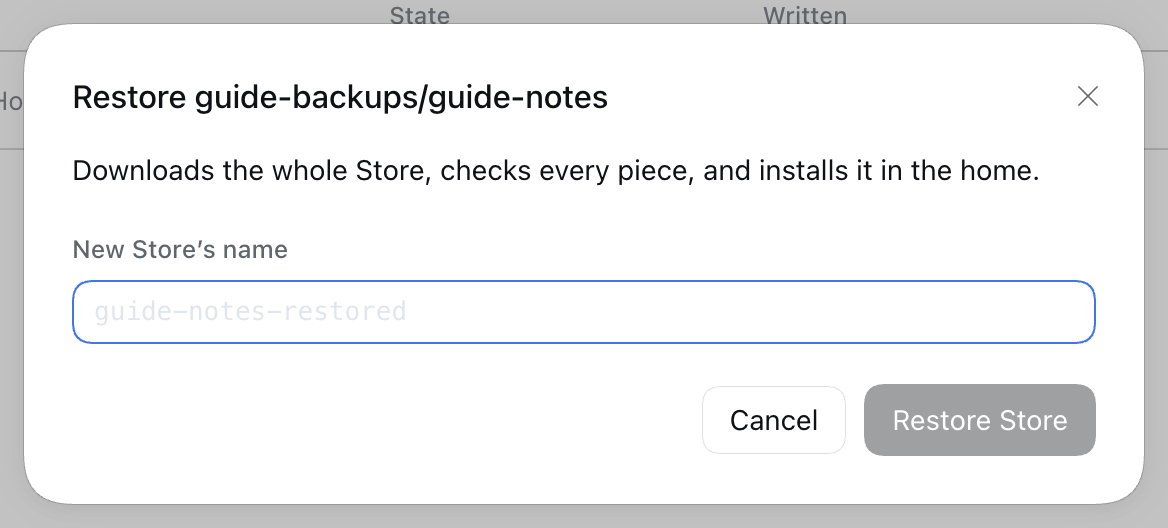 State Written
Restore guide-backups/guide-notes
Ho
Downloads the whole Store, checks every piece, and installs it in the home.
New Store’s name
guide-notes-restored
Cancel Restore Store